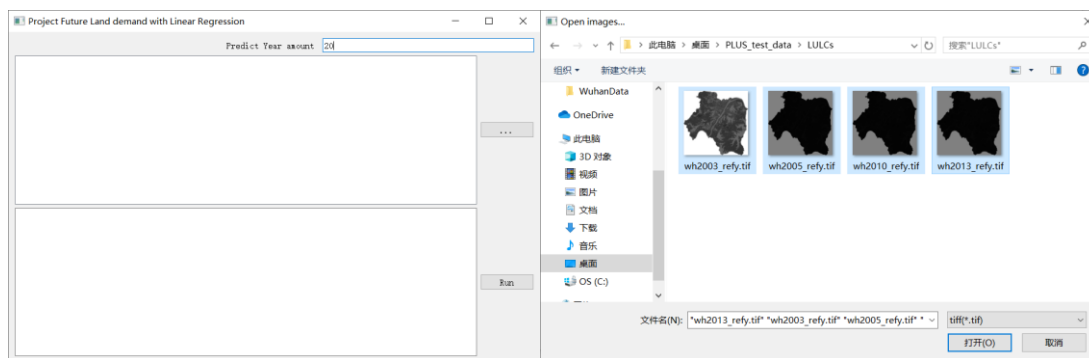 Project Future Land demand with Linear Regression
Predict Year amount 20
...
Run
Open images...
此电脑 > 桌面 > PLUS_test_data > LULCs
搜索"LULCs"
组织
新建文件夹
WuhanData
OneDrive
此电脑
3D 对象
视频
图片
文档
下载
音乐
桌面
OS (C:)
wh2003_refy.tif
wh2005_refy.tif
wh2010_refy.tif
wh2013_refy.tif
文件名(N):
"wh2013_refy.tif" "wh2003_refy.tif" "wh2005_refy.tif" "
tiff(*.tif)
打开(O)
取消